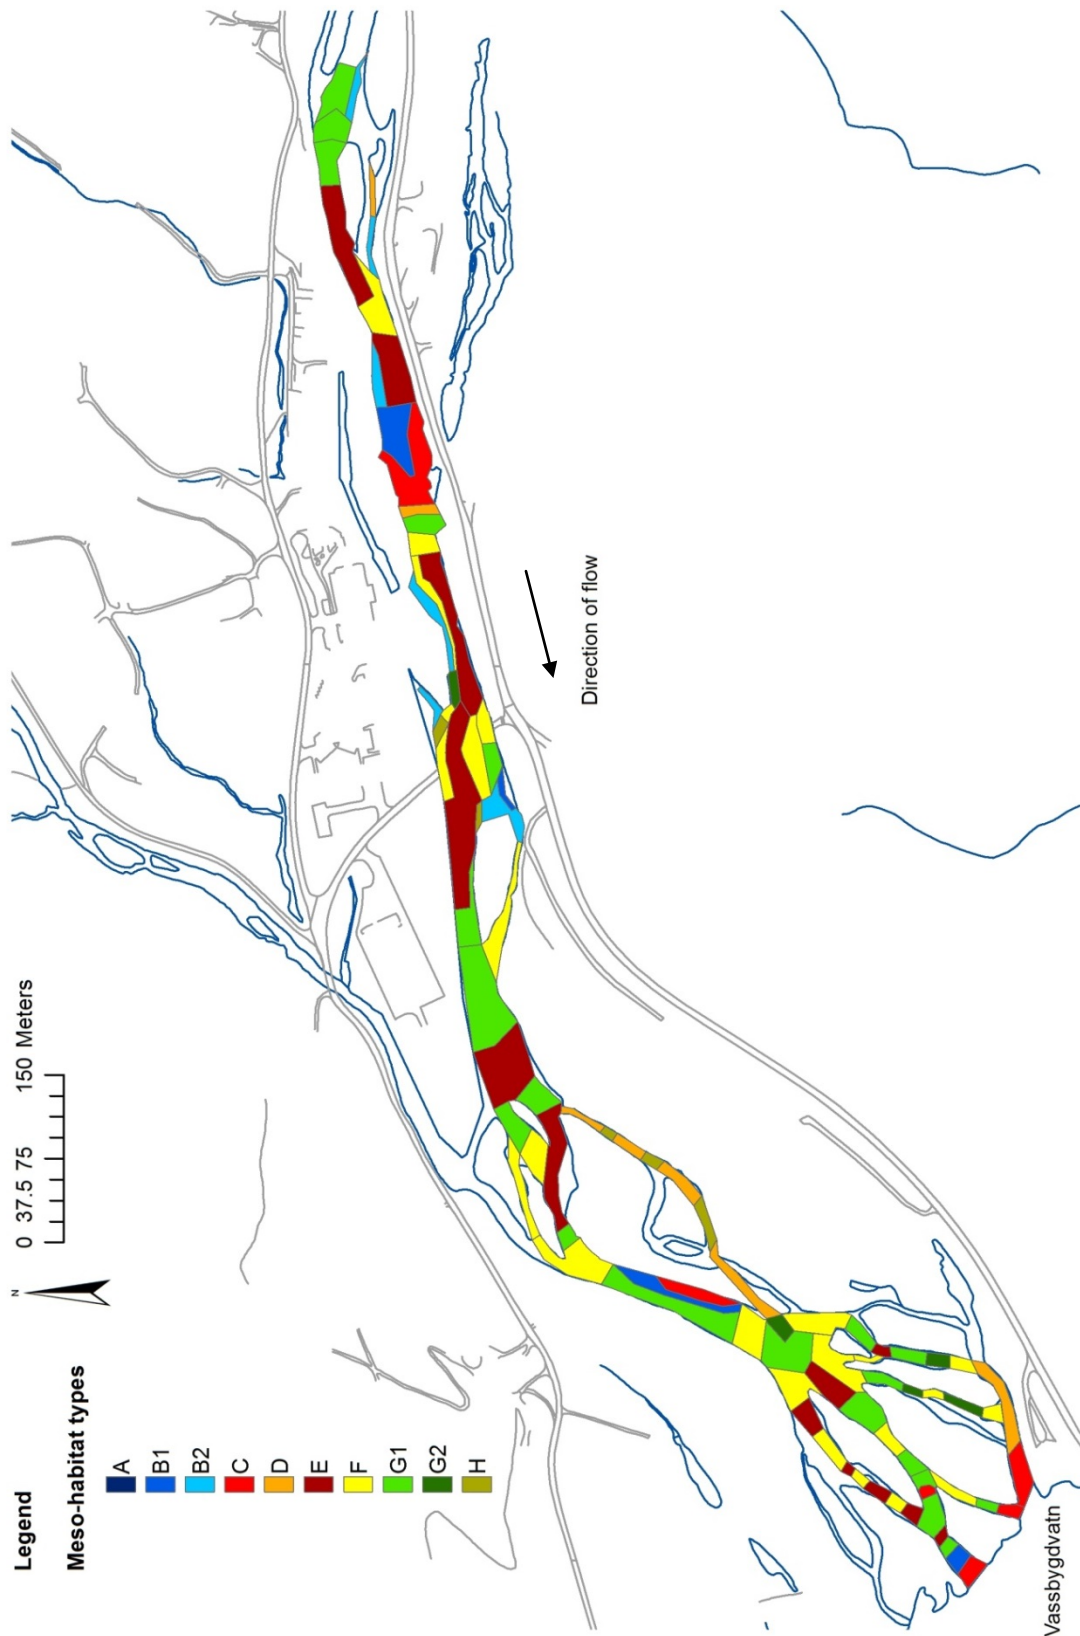 Legend
Meso-habitat types
A
B1
B2
C
D
E
F
G1
G2
H
N
0 37.5 75 150 Meters
Direction of flow
Vassbygdvatn